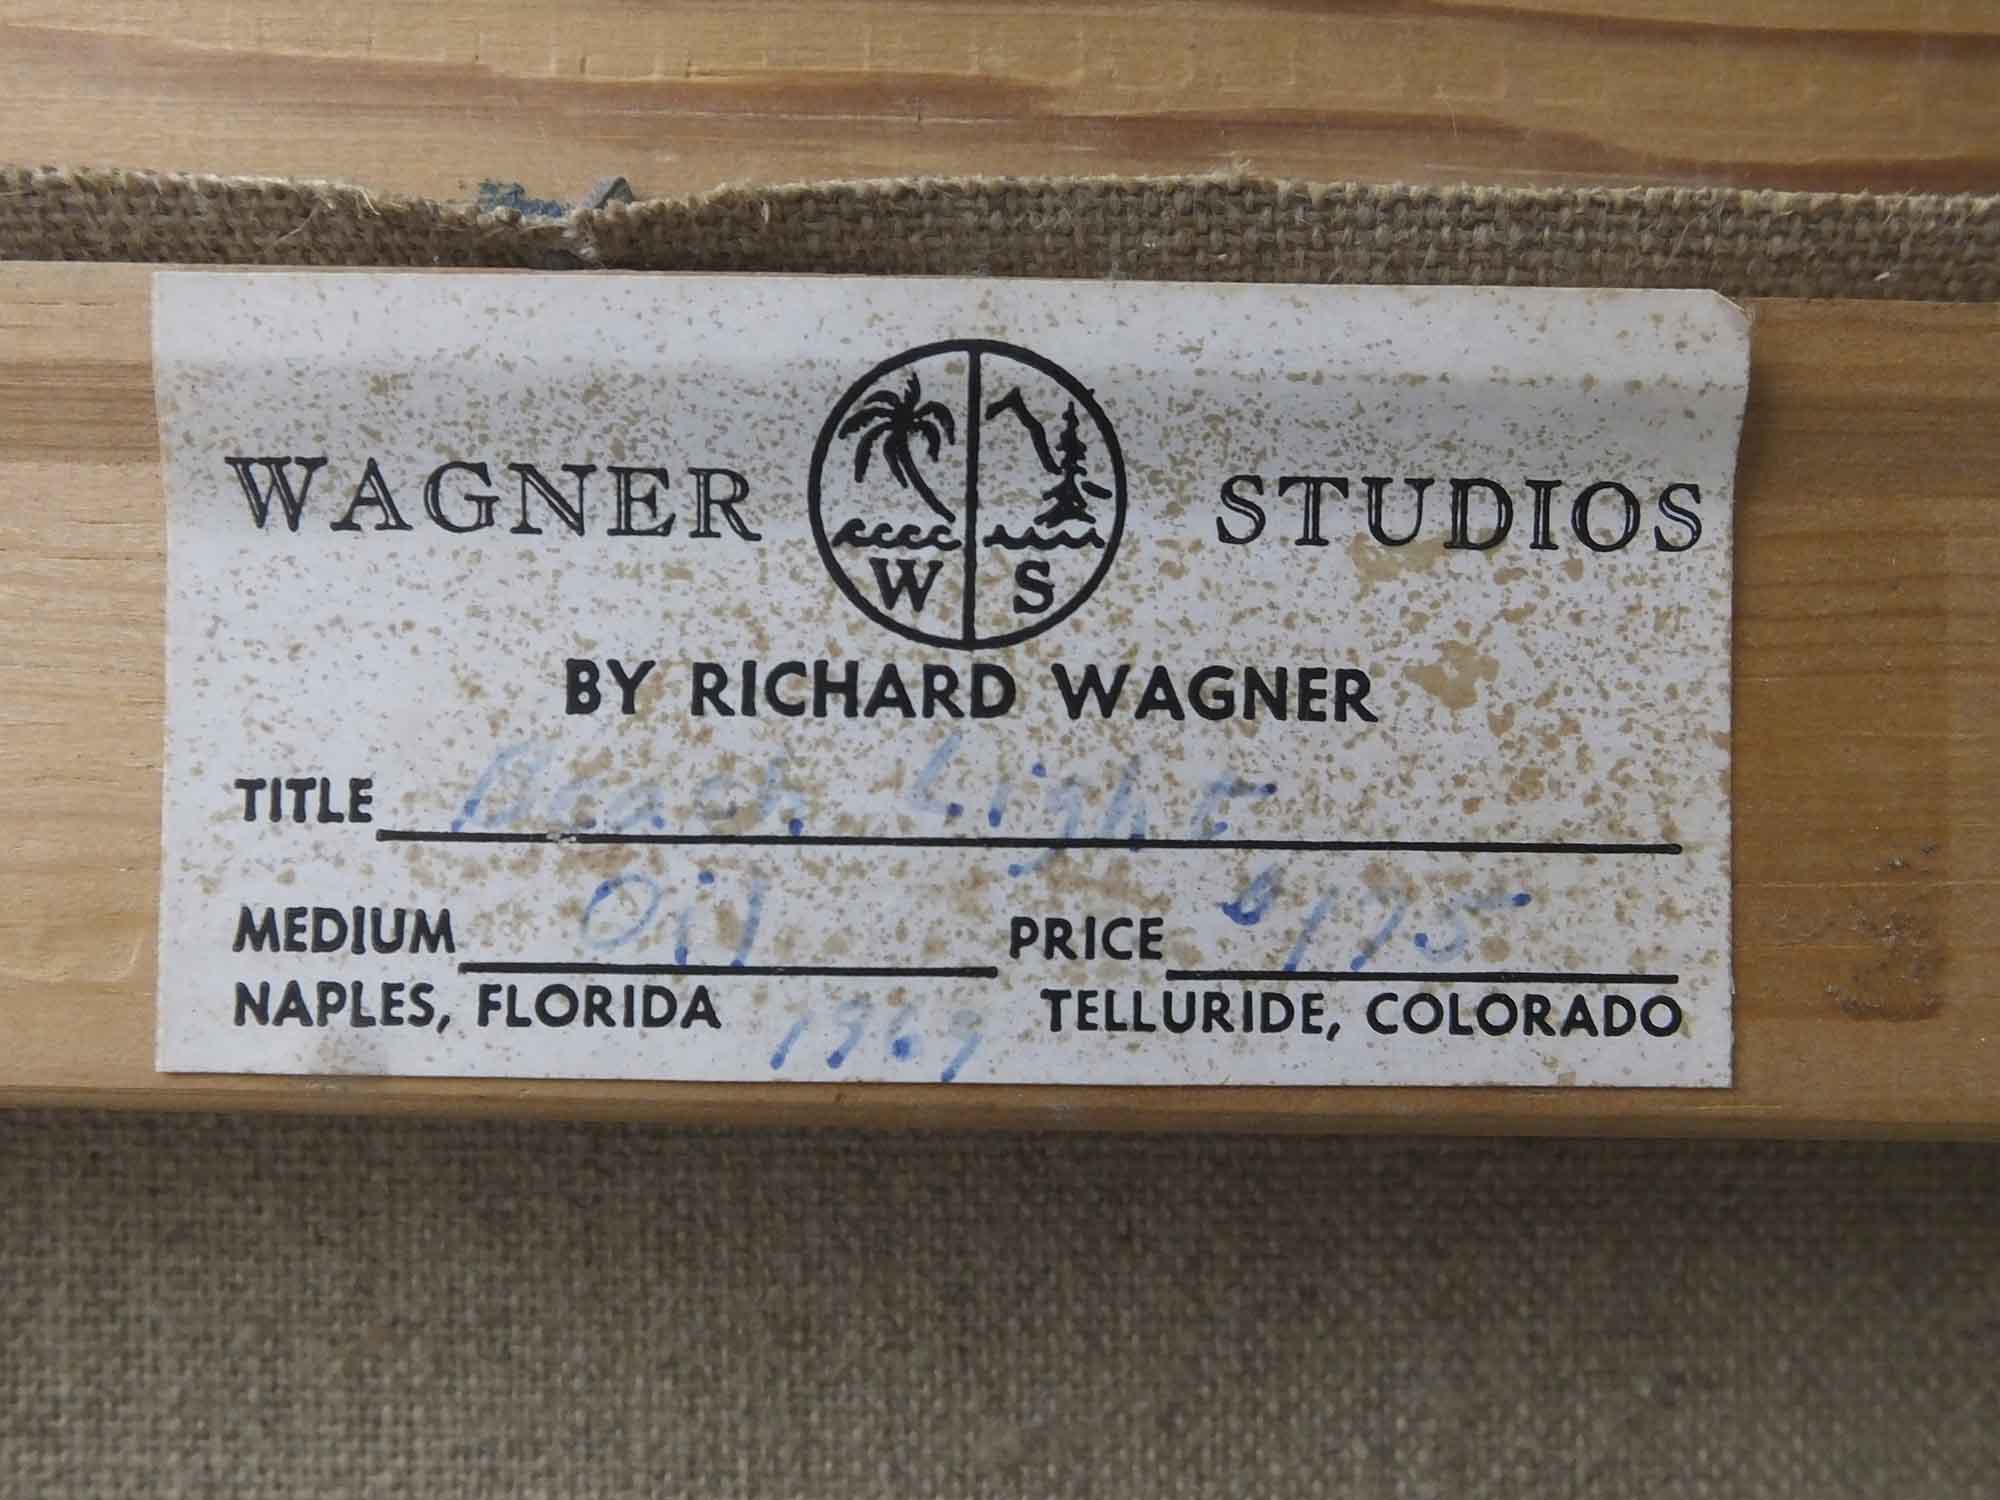 WAGNER STUDIOS
W S
BY RICHARD WAGNER
TITLE Beach Light
MEDIUM Oil PRICE $175
NAPLES, FLORIDA 1969 TELLURIDE, COLORADO